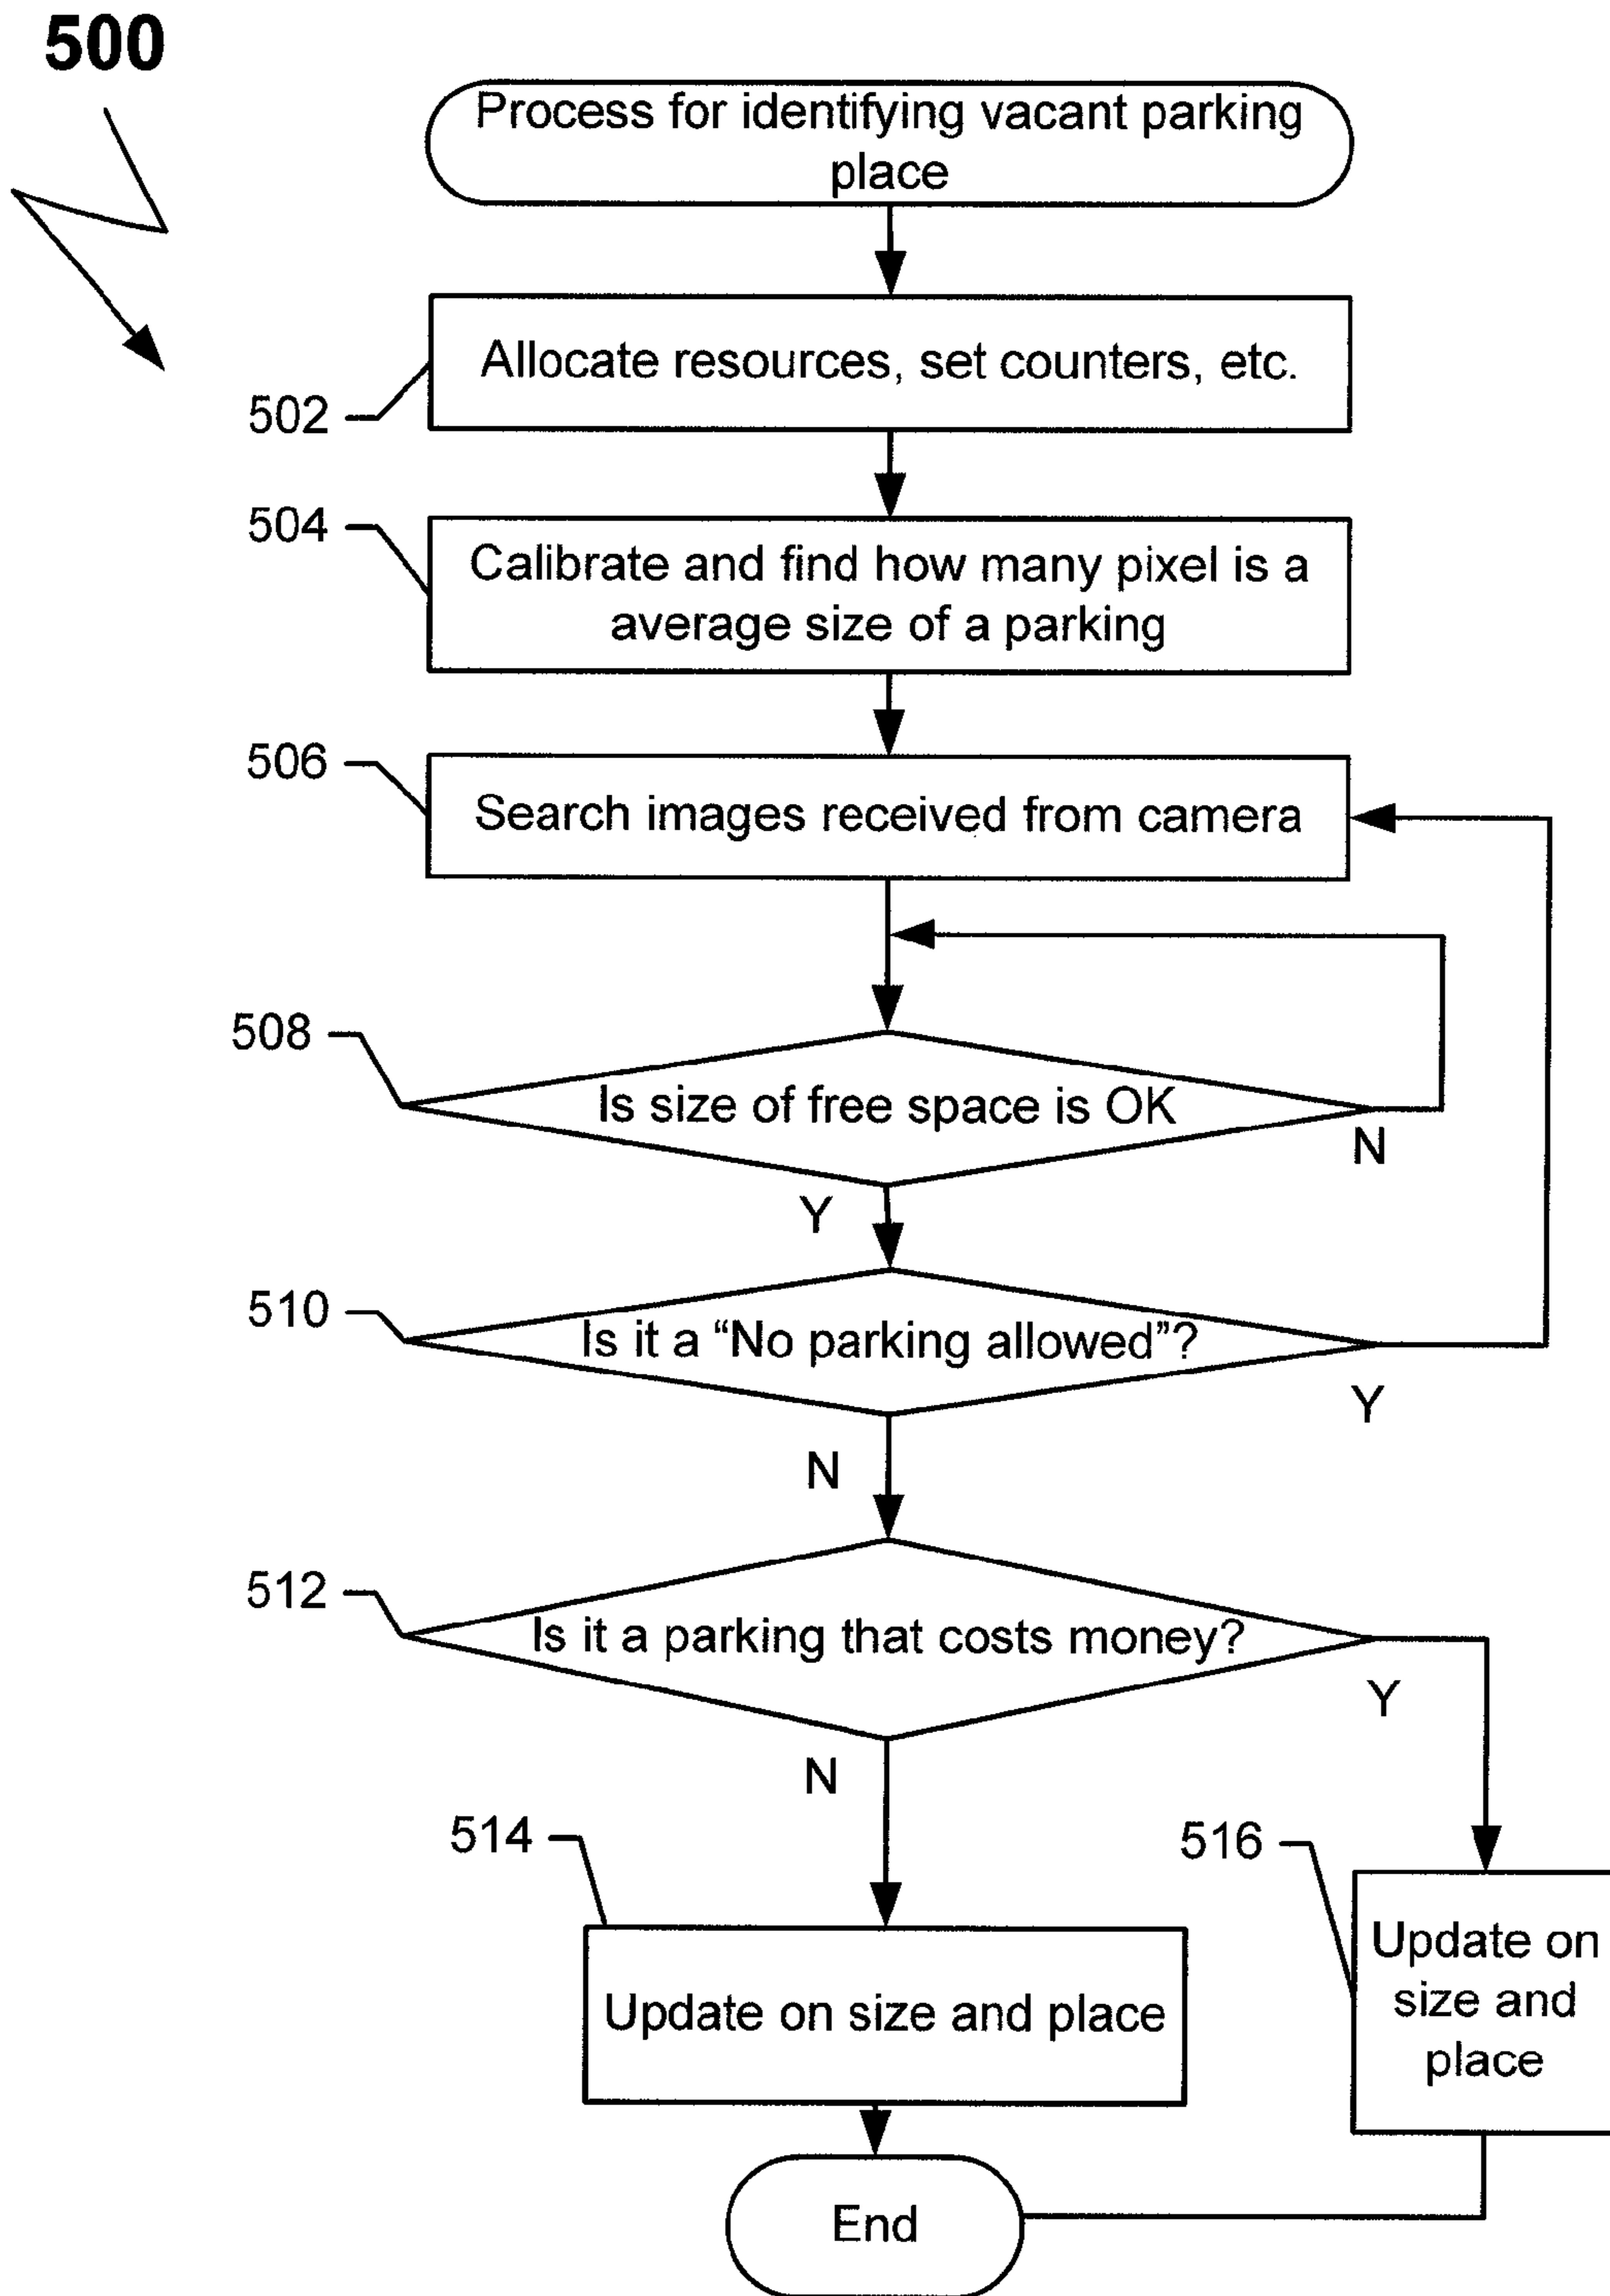 500
Process for identifying vacant parking
place
Allocate resources, set counters, etc.
502
504
Calibrate and find how many pixel is a
average size of a parking
506
Search images received from camera
508
Is size of free space is OK
N
Y
510
Is it a “No parking allowed”?
Y
N
512
Is it a parking that costs money?
Y
N
514
516
Update on size and place
Update on
size and
place
End